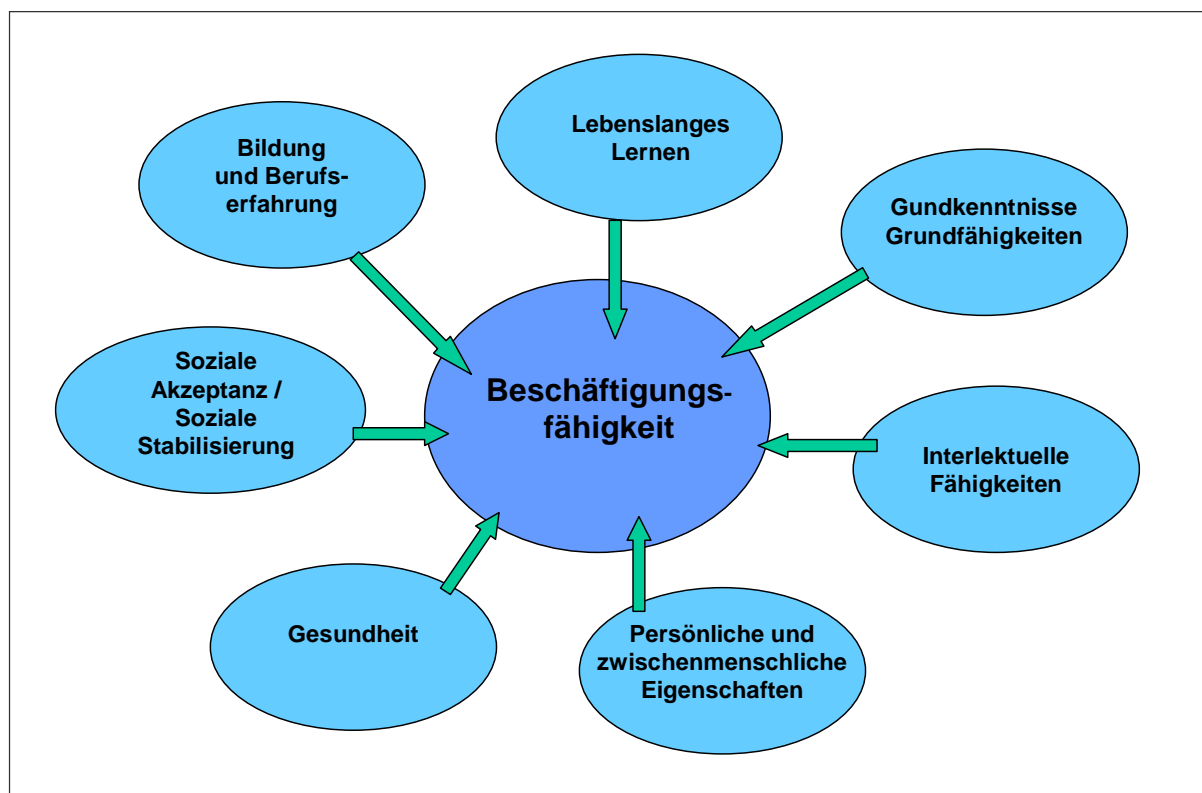 Lebenslanges
Lernen
Bildung
und Berufs-
erfahrung
Gundkenntnisse
Grundfähigkeiten
Soziale
Akzeptanz /
Soziale
Stabilisierung
Beschäftigungs-
fähigkeit
Interlektuelle
Fähigkeiten
Gesundheit
Persönliche und
zwischenmenschliche
Eigenschaften